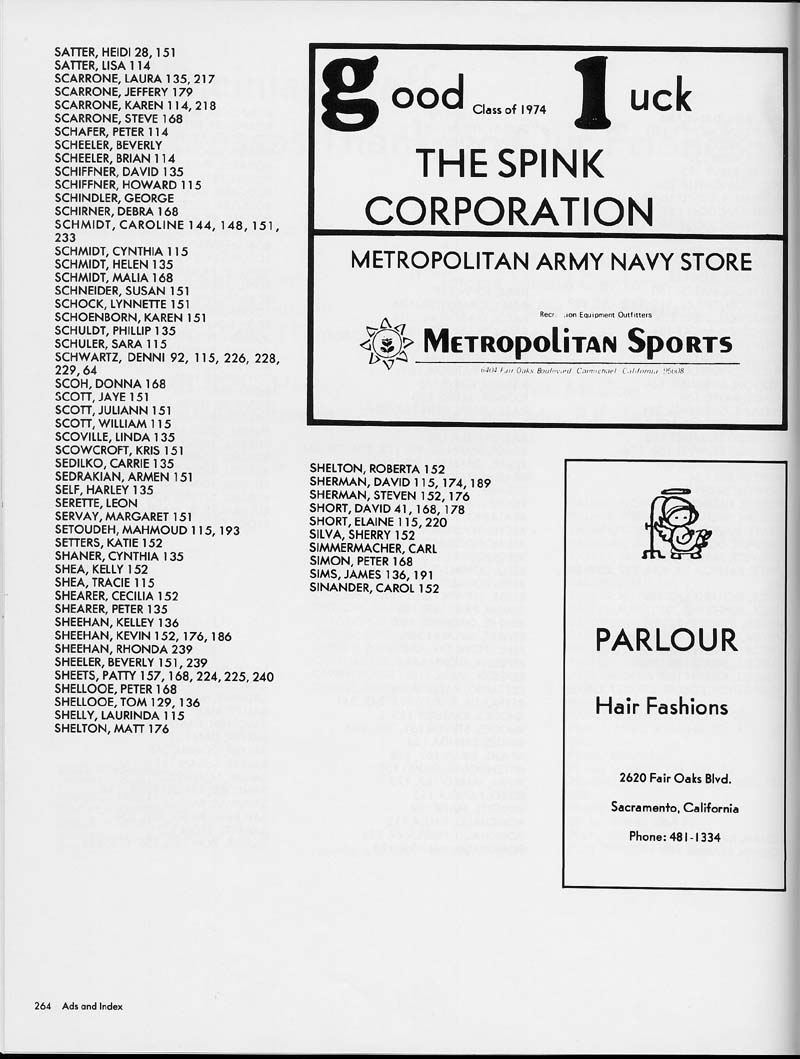 SATTER, HEIDI 28, 151
SATTER, LISA 114
SCARRONE, LAURA 135, 217
SCARRONE, JEFFERY 179
SCARRONE, KAREN 114, 218
SCARRONE, STEVE 168
SCHAFER, PETER 114
SCHEELER, BEVERLY
SCHEELER, BRIAN 114
SCHIFFNER, DAVID 135
SCHIFFNER, HOWARD 115
SCHINDLER, GEORGE
SCHIRNER, DEBRA 168
SCHMIDT, CAROLINE 144, 148, 151,
233
SCHMIDT, CYNTHIA 115
SCHMIDT, HELEN 135
SCHMIDT, MALIA 168
SCHNEIDER, SUSAN 151
SCHOCK, LYNNETTE 151
SCHOENBORN, KAREN 151
SCHULDT, PHILLIP 135
SCHULER, SARA 115
SCHWARTZ, DENNI 92, 115, 226, 228,
229, 64
SCOH, DONNA 168
SCOTT, JAYE 151
SCOTT, JULIANN 151
SCOTT, WILLIAM 115
SCOVILLE, LINDA 135
SCOWCROFT, KRIS 151
SEDILKO, CARRIE 135
SEDRAKIAN, ARMEN 151
SELF, HARLEY 135
SERETTE, LEON
SERVAY, MARGARET 151
SETOUDEH, MAHMOUD 115, 193
SETTERS, KATIE 152
SHANER, CYNTHIA 135
SHEA, KELLY 152
SHEA, TRACIE 115
SHEARER, CECILIA 152
SHEARER, PETER 135
SHEEHAN, KELLEY 136
SHEEHAN, KEVIN 152, 176, 186
SHEEHAN, RHONDA 239
SHEELER, BEVERLY 151, 239
SHEETS, PATTY 157, 168, 224, 225, 240
SHELLOOE, PETER 168
SHELLOOE, TOM 129, 136
SHELLY, LAURINDA 115
SHELTON, MATT 176
good Class of 1974 luck
THE SPINK
CORPORATION
METROPOLITAN ARMY NAVY STORE
Equipment Outfitters
METROPOLITAN SPORTS
6404 Fair Oaks Boulevard, Carmichael, California 95608
SHELTON, ROBERTA 152
SHERMAN, DAVID 115, 174, 189
SHERMAN, STEVEN 152, 176
SHORT, DAVID 41, 168, 178
SHORT, ELAINE 115, 220
SILVA, SHERRY 152
SIMMERMACHER, CARL
SIMON, PETER 168
SIMS, JAMES 136, 191
SINANDER, CAROL 152
PARLOUR
Hair Fashions
2620 Fair Oaks Blvd.
Sacramento, California
Phone: 481-1334
264 Ads and Index